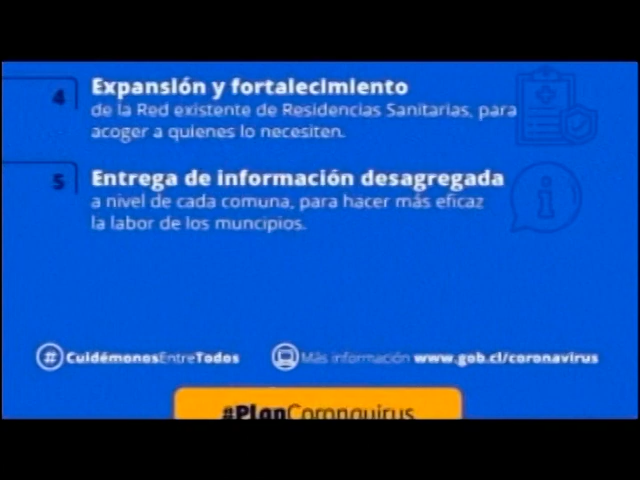 4
Expansión y fortalecimiento
de la Red existente de Residencias Sanitarias, para
acoger a quienes lo necesiten.
5
Entrega de información desagregada
a nivel de cada comuna, para hacer más eficaz
la labor de los muncipios.
# CuidémonosEntreTodos
Más información www.gob.cl/coronavirus
#PlanCoronavirus